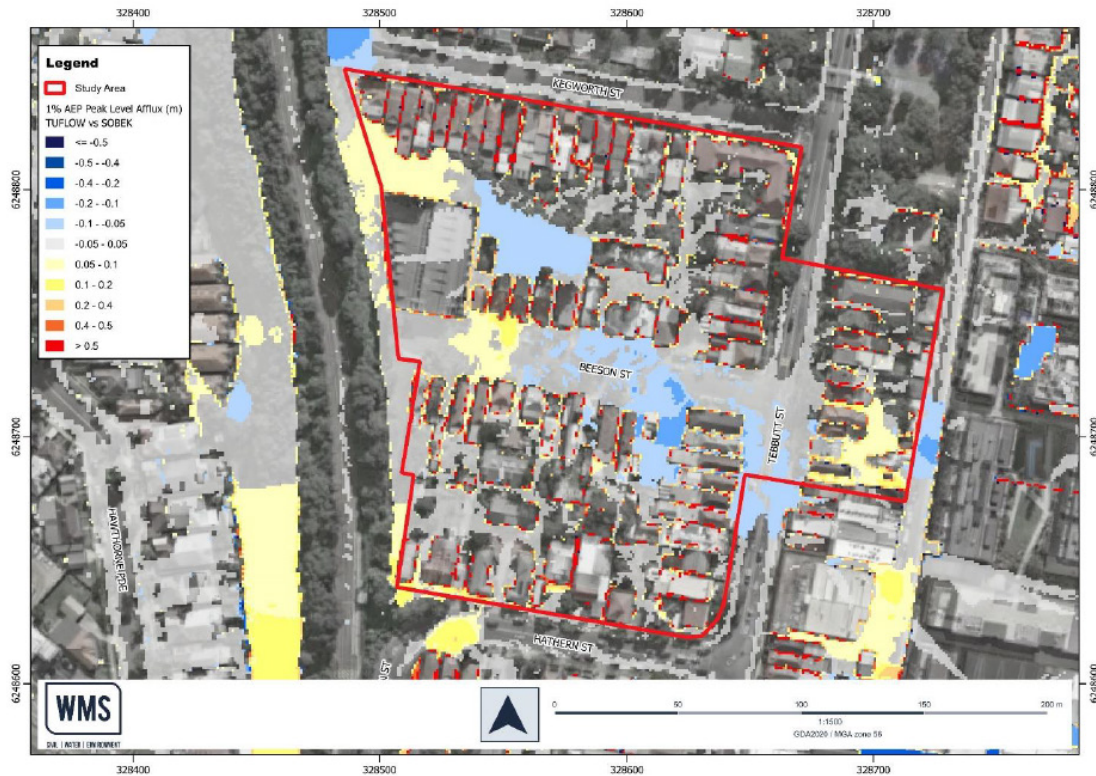 328400
328500
328600
328700
Legend
Study Area
1% AEP Peak Level Afflux (m)
TUFLOW vs SOBEK
<= -0.5
-0.5 - -0.4
-0.4 - -0.2
-0.2 - -0.1
-0.1 - -0.05
-0.05 - 0.05
0.05 - 0.1
0.1 - 0.2
0.2 - 0.4
0.4 - 0.5
> 0.5
KEGWORTH ST
6248800
6248800
BEESON ST
TEBBUTT ST
6248700
6248700
HAWTHORNE PDE
HATHERN ST
ST
6248600
6248600
WMS
CIVIL | WATER | ENVIRONMENT
0
50
100
150
200 m
1:1500
GDA2020 / MGA zone 56
328400
328500
328600
328700